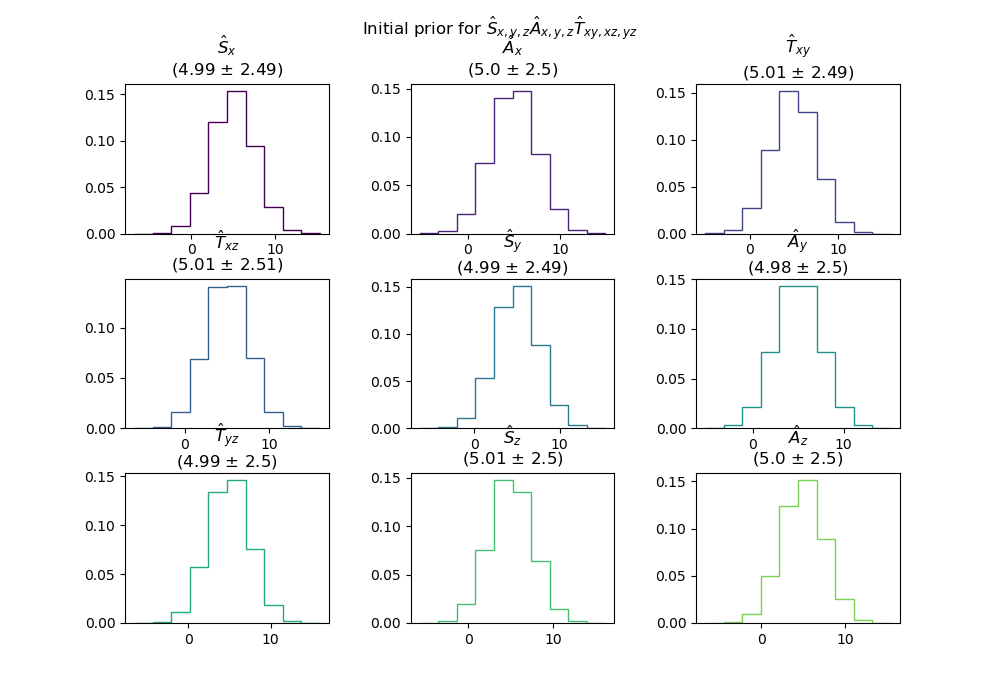 Initial prior for Ŝx,y,zÂx,y,zT̂xy,xz,yz
Ŝx
(4.99 ± 2.49)
Âx
(5.0 ± 2.5)
T̂xy
(5.01 ± 2.49)
0.15
0.10
0.05
0.00
0 10
0.15
0.10
0.05
0.00
0 10
0.15
0.10
0.05
0.00
0 10
T̂xz
(5.01 ± 2.51)
Ŝy
(4.99 ± 2.49)
Ây
(4.98 ± 2.5)
0.10
0.05
0.00
0 10
0.15
0.10
0.05
0.00
0 10
0.15
0.10
0.05
0.00
0 10
T̂yz
(4.99 ± 2.5)
Ŝz
(5.01 ± 2.5)
Âz
(5.0 ± 2.5)
0.15
0.10
0.05
0.00
0 10
0.15
0.10
0.05
0.00
0 10
0.15
0.10
0.05
0.00
0 10